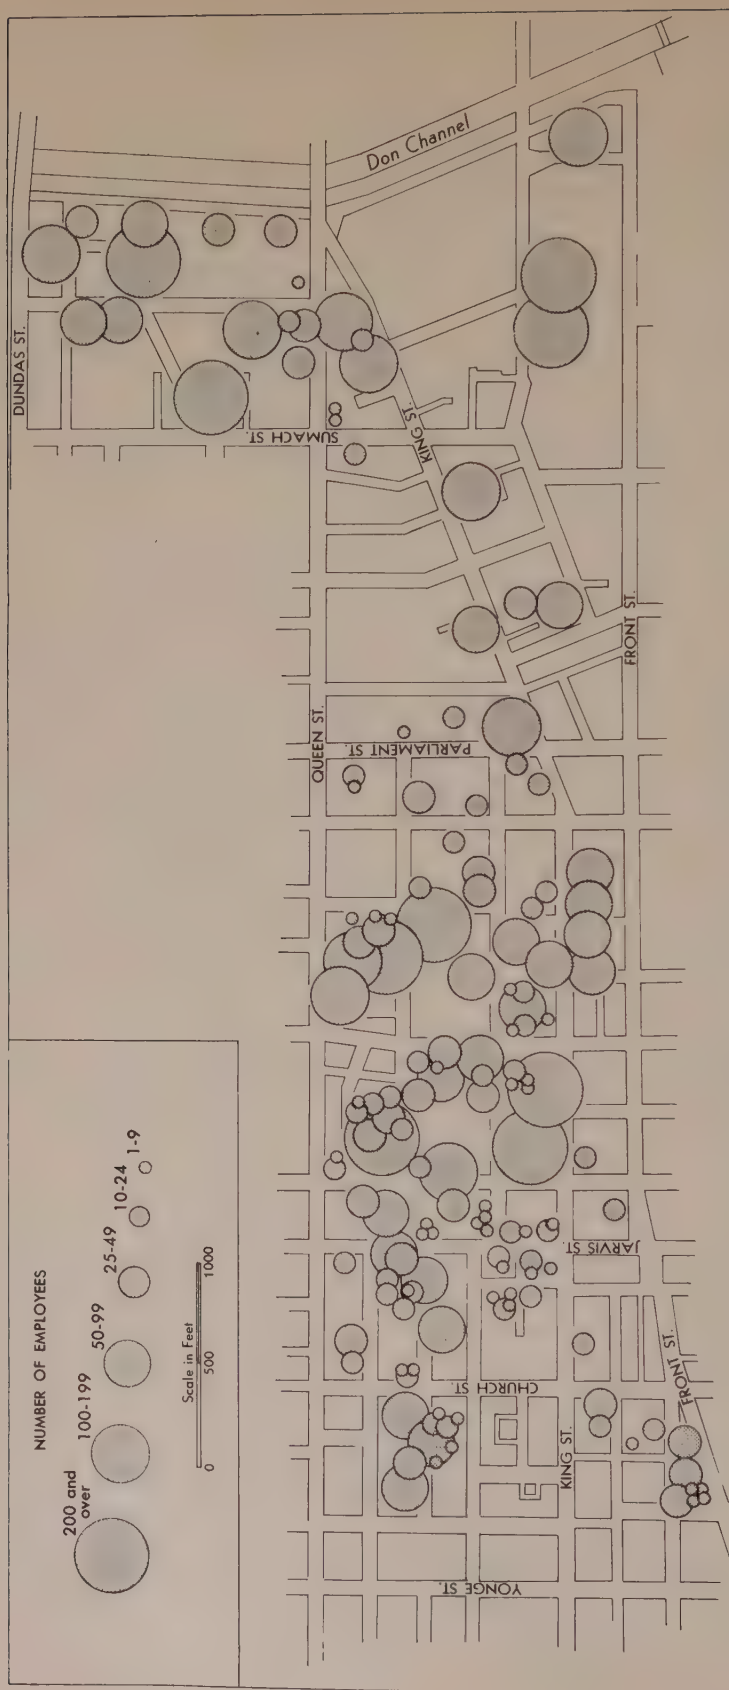 NUMBER OF EMPLOYEES
200 and
over
100-199
50-99
25-49
10-24
1-9
Scale in Feet
0
500
1000
DUNDAS ST.
Don Channel
SUMACH ST.
KING ST.
QUEEN ST.
PARLIAMENT ST.
FRONT ST.
JARVIS ST.
CHURCH ST.
KING ST.
FRONT ST.
YONGE ST.